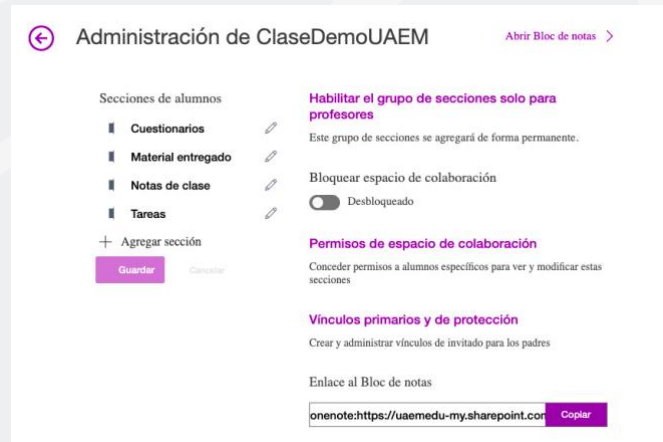 Administración de ClaseDemoUAEM
Abrir Bloc de notas
Secciones de alumnos
Cuestionarios
Material entregado
Notas de clase
Tareas
+ Agregar sección
Guardar
Cancelar
Habilitar el grupo de secciones solo para
profesores
Este grupo de secciones se agregará de forma permanente.
Bloquear espacio de colaboración
Desbloqueado
Permisos de espacio de colaboración
Conceder permisos a alumnos específicos para ver y modificar estas
secciones
Vínculos primarios y de protección
Crear y administrar vínculos de invitado para los padres
Enlace al Bloc de notas
onenote:https://uaemedu-my.sharepoint.con
Copiar